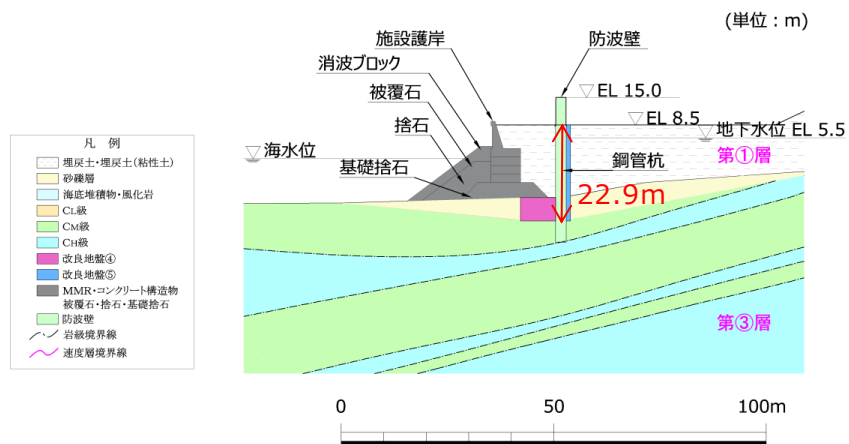 (単位：m)
施設護岸
防波壁
消波ブロック
被覆石
EL 15.0
捨石
EL 8.5
地下水位 EL 5.5
海水位
基礎捨石
鋼管杭
第①層
22.9m
第③層
凡 例
埋戻土・埋戻土(粘性土)
砂礫層
海底堆積物・風化岩
CL級
CM級
CH級
改良地盤④
改良地盤⑤
MMR・コンクリート構造物
被覆石・捨石・基礎捨石
防波壁
岩級境界線
速度層境界線
0 50 100m